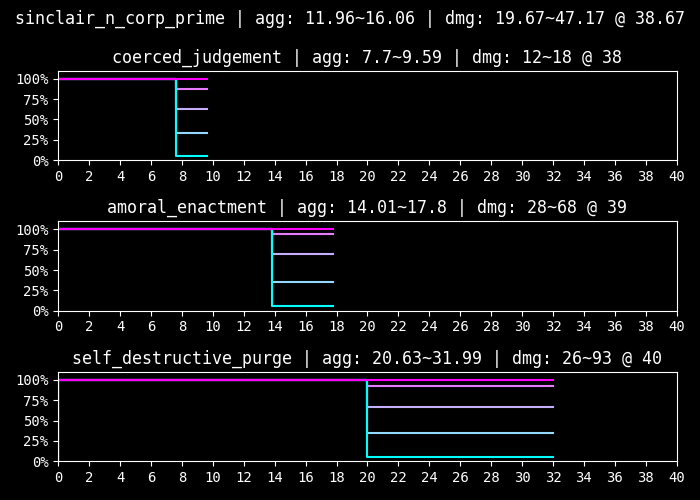 sinclair_n_corp_prime | agg: 11.96~16.06 | dmg: 19.67~47.17 @ 38.67
coerced_judgement | agg: 7.7~9.59 | dmg: 12~18 @ 38
100%
75%
50%
25%
0%
0 2 4 6 8 10 12 14 16 18 20 22 24 26 28 30 32 34 36 38 40
amoral_enactment | agg: 14.01~17.8 | dmg: 28~68 @ 39
100%
75%
50%
25%
0%
0 2 4 6 8 10 12 14 16 18 20 22 24 26 28 30 32 34 36 38 40
self_destructive_purge | agg: 20.63~31.99 | dmg: 26~93 @ 40
100%
75%
50%
25%
0%
0 2 4 6 8 10 12 14 16 18 20 22 24 26 28 30 32 34 36 38 40